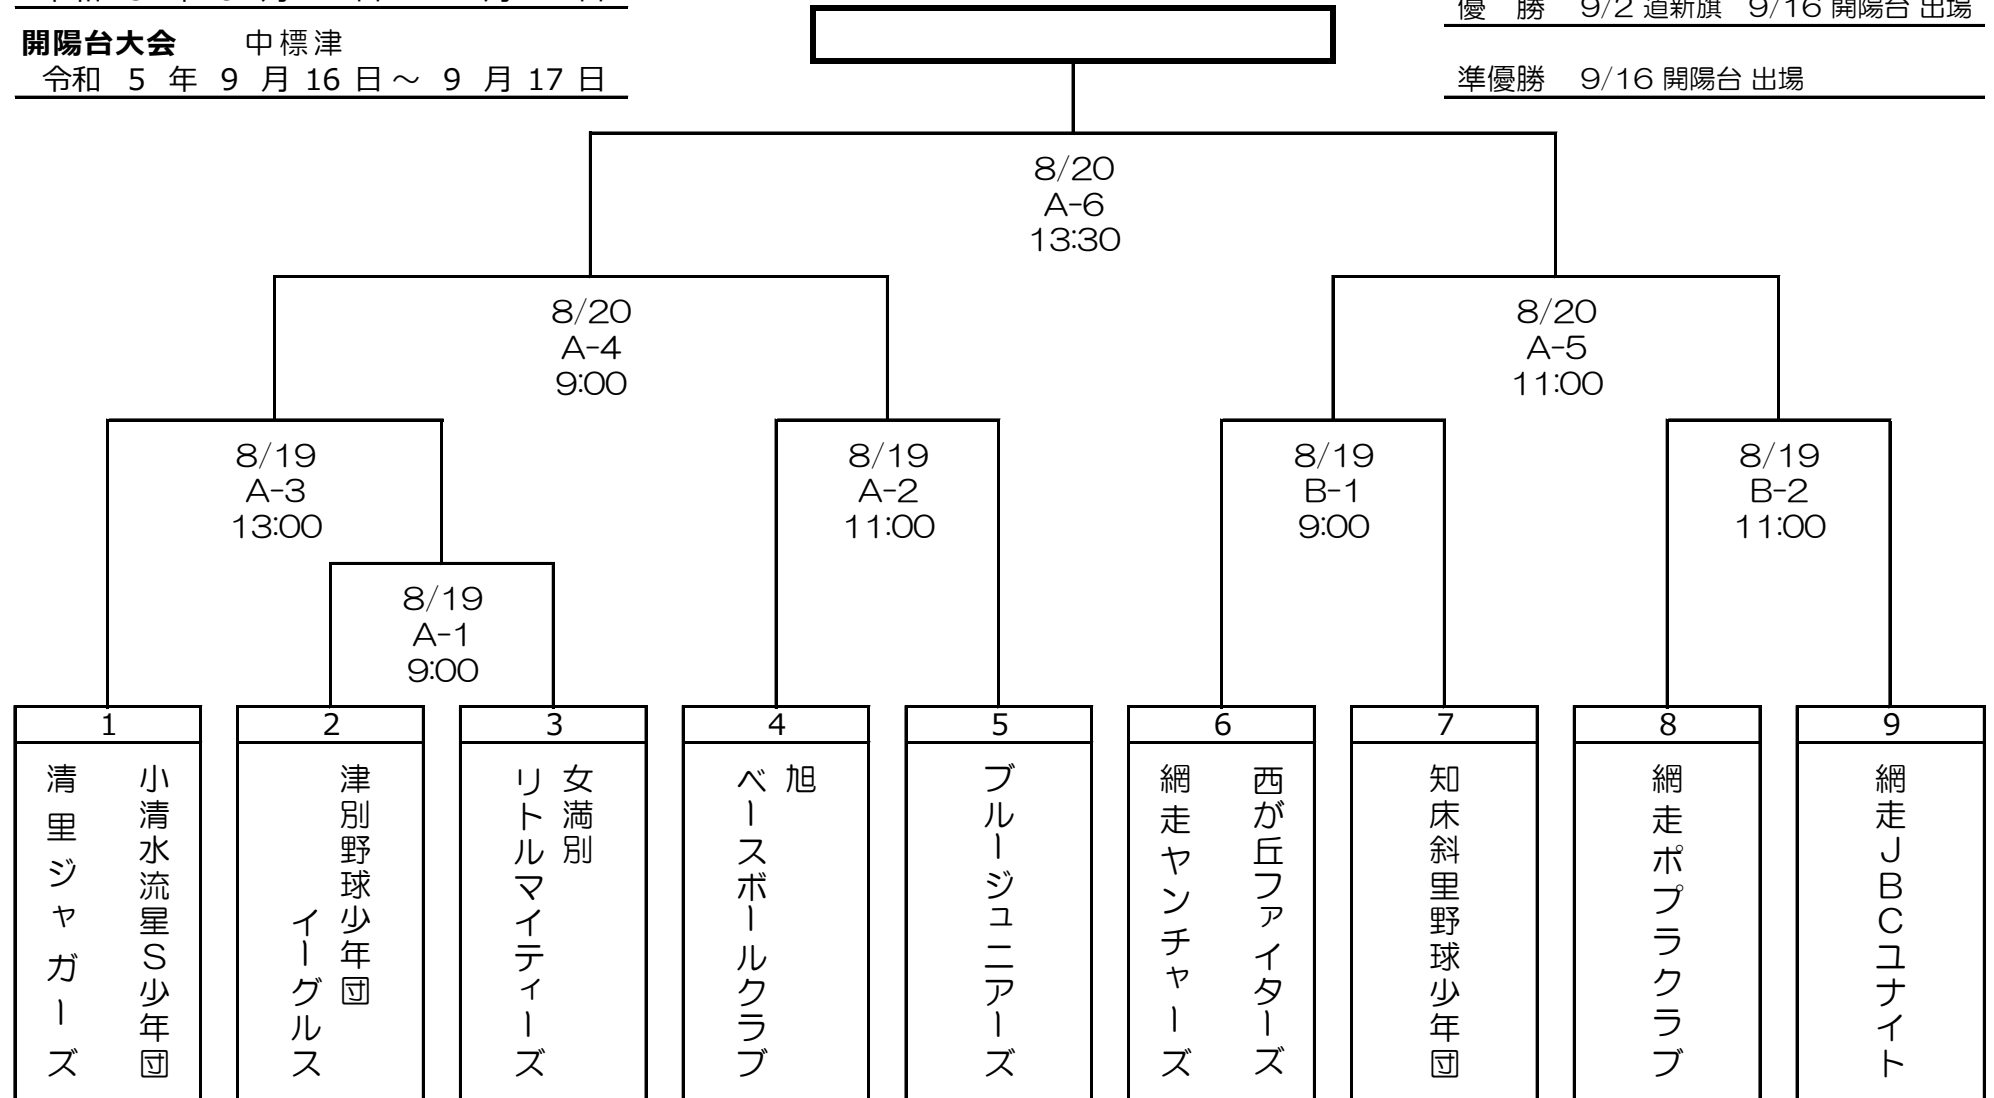 優 勝 9/2 道新旗 9/16 開陽台 出場
開陽台大会 中標津
令和 5 年 9 月 16 日 ～ 9 月 17 日
準優勝 9/16 開陽台 出場
8/20
A-6
13:30
8/20
A-4
9:00
8/20
A-5
11:00
8/19
A-3
13:00
8/19
A-2
11:00
8/19
B-1
9:00
8/19
B-2
11:00
8/19
A-1
9:00
1
小清水流星S少年団
清里ジャガーズ
2
津別野球少年団
イーグルス
3
女満別
リトルマイティーズ
4
旭
ベースボールクラブ
5
ブルージュニアーズ
6
西が丘ファイターズ
網走ヤンチャーズ
7
知床斜里野球少年団
8
網走ポプラクラブ
9
網走JBCユナイト